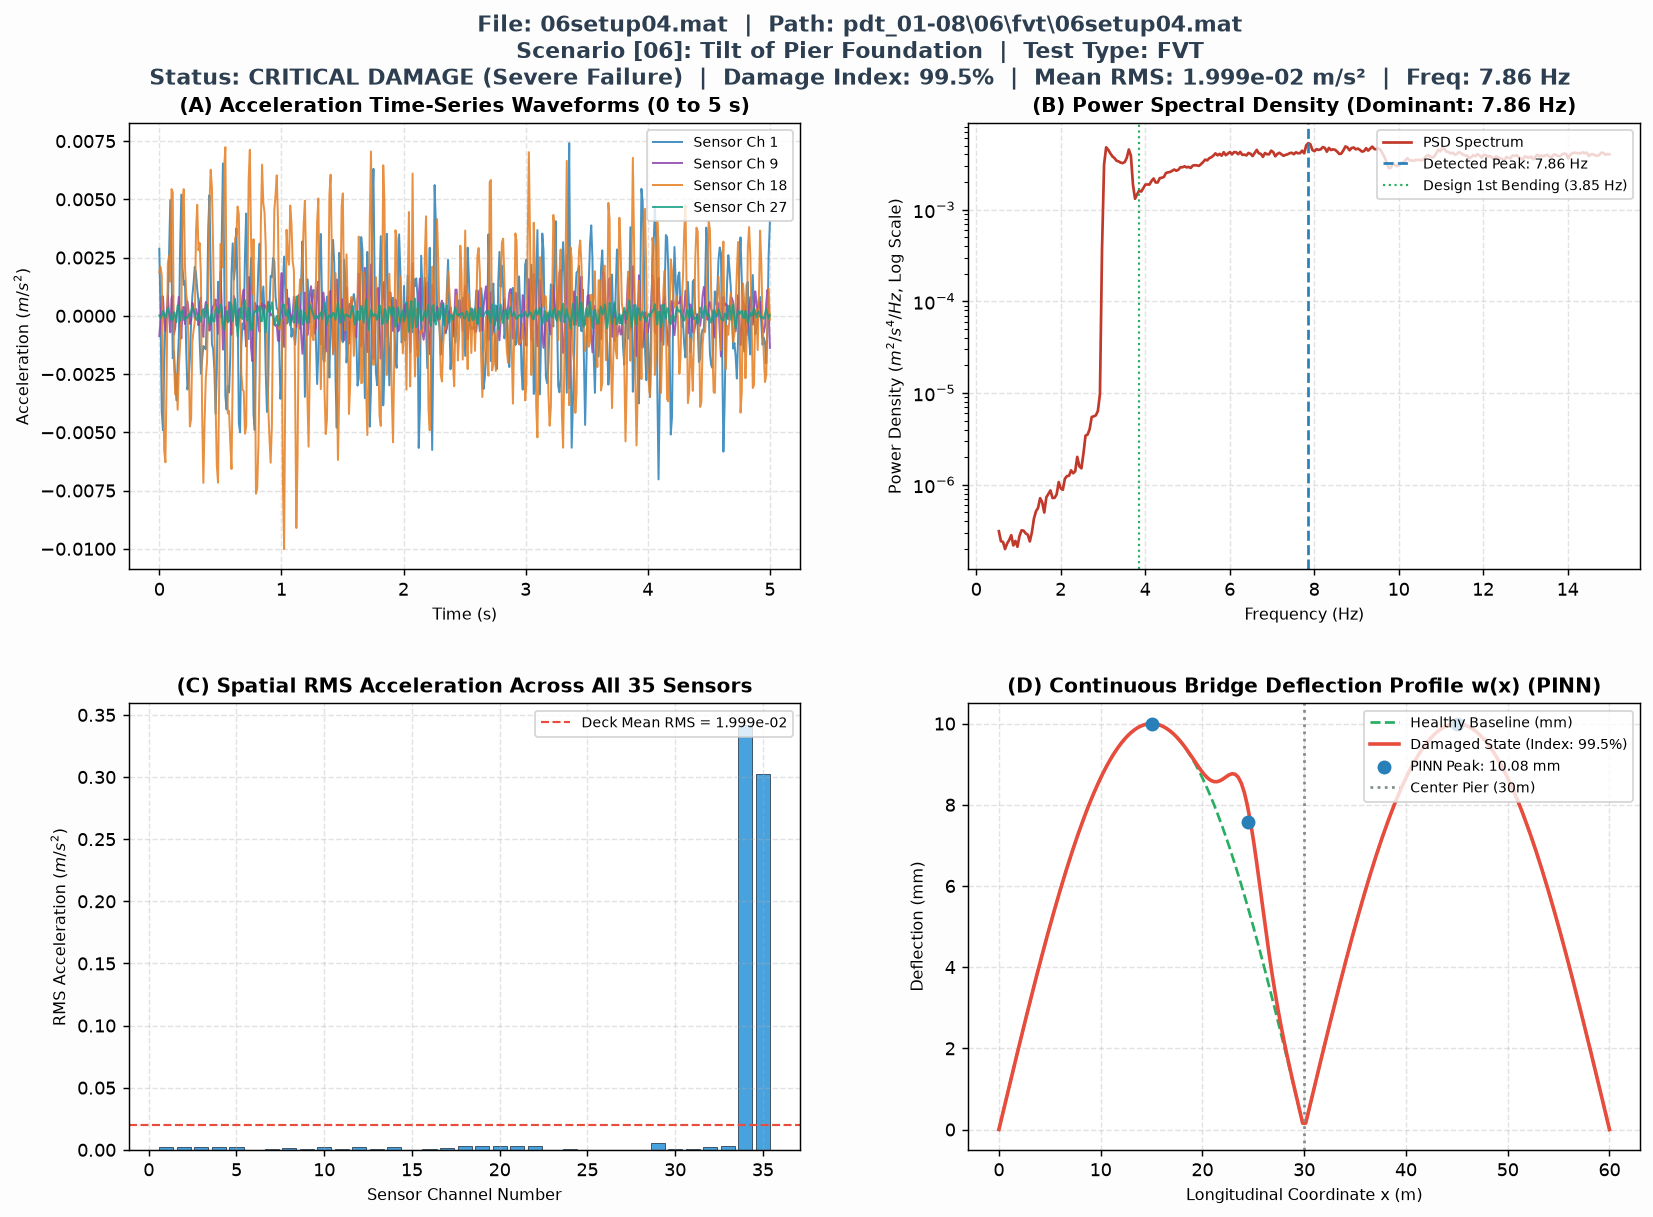 File: 06setup04.mat | Path: pdt_01-08\06\fvt\06setup04.mat
Scenario [06]: Tilt of Pier Foundation | Test Type: FVT
Status: CRITICAL DAMAGE (Severe Failure) | Damage Index: 99.5% | Mean RMS: 1.999e-02 m/s² | Freq: 7.86 Hz
(A) Acceleration Time-Series Waveforms (0 to 5 s)
Acceleration (m/s²)
0.0075
0.0050
0.0025
0.0000
−0.0025
−0.0050
−0.0075
−0.0100
Sensor Ch 1
Sensor Ch 9
Sensor Ch 18
Sensor Ch 27
0 1 2 3 4 5
Time (s)
(B) Power Spectral Density (Dominant: 7.86 Hz)
Power Density (m²/s⁴/Hz, Log Scale)
10⁻³
10⁻⁴
10⁻⁵
10⁻⁶
PSD Spectrum
Detected Peak: 7.86 Hz
Design 1st Bending (3.85 Hz)
0 2 4 6 8 10 12 14
Frequency (Hz)
(C) Spatial RMS Acceleration Across All 35 Sensors
RMS Acceleration (m/s²)
0.35
0.30
0.25
0.20
0.15
0.10
0.05
0.00
Deck Mean RMS = 1.999e-02
0 5 10 15 20 25 30 35
Sensor Channel Number
(D) Continuous Bridge Deflection Profile w(x) (PINN)
Deflection (mm)
10
8
6
4
2
0
Healthy Baseline (mm)
Damaged State (Index: 99.5%)
PINN Peak: 10.08 mm
Center Pier (30m)
0 10 20 30 40 50 60
Longitudinal Coordinate x (m)